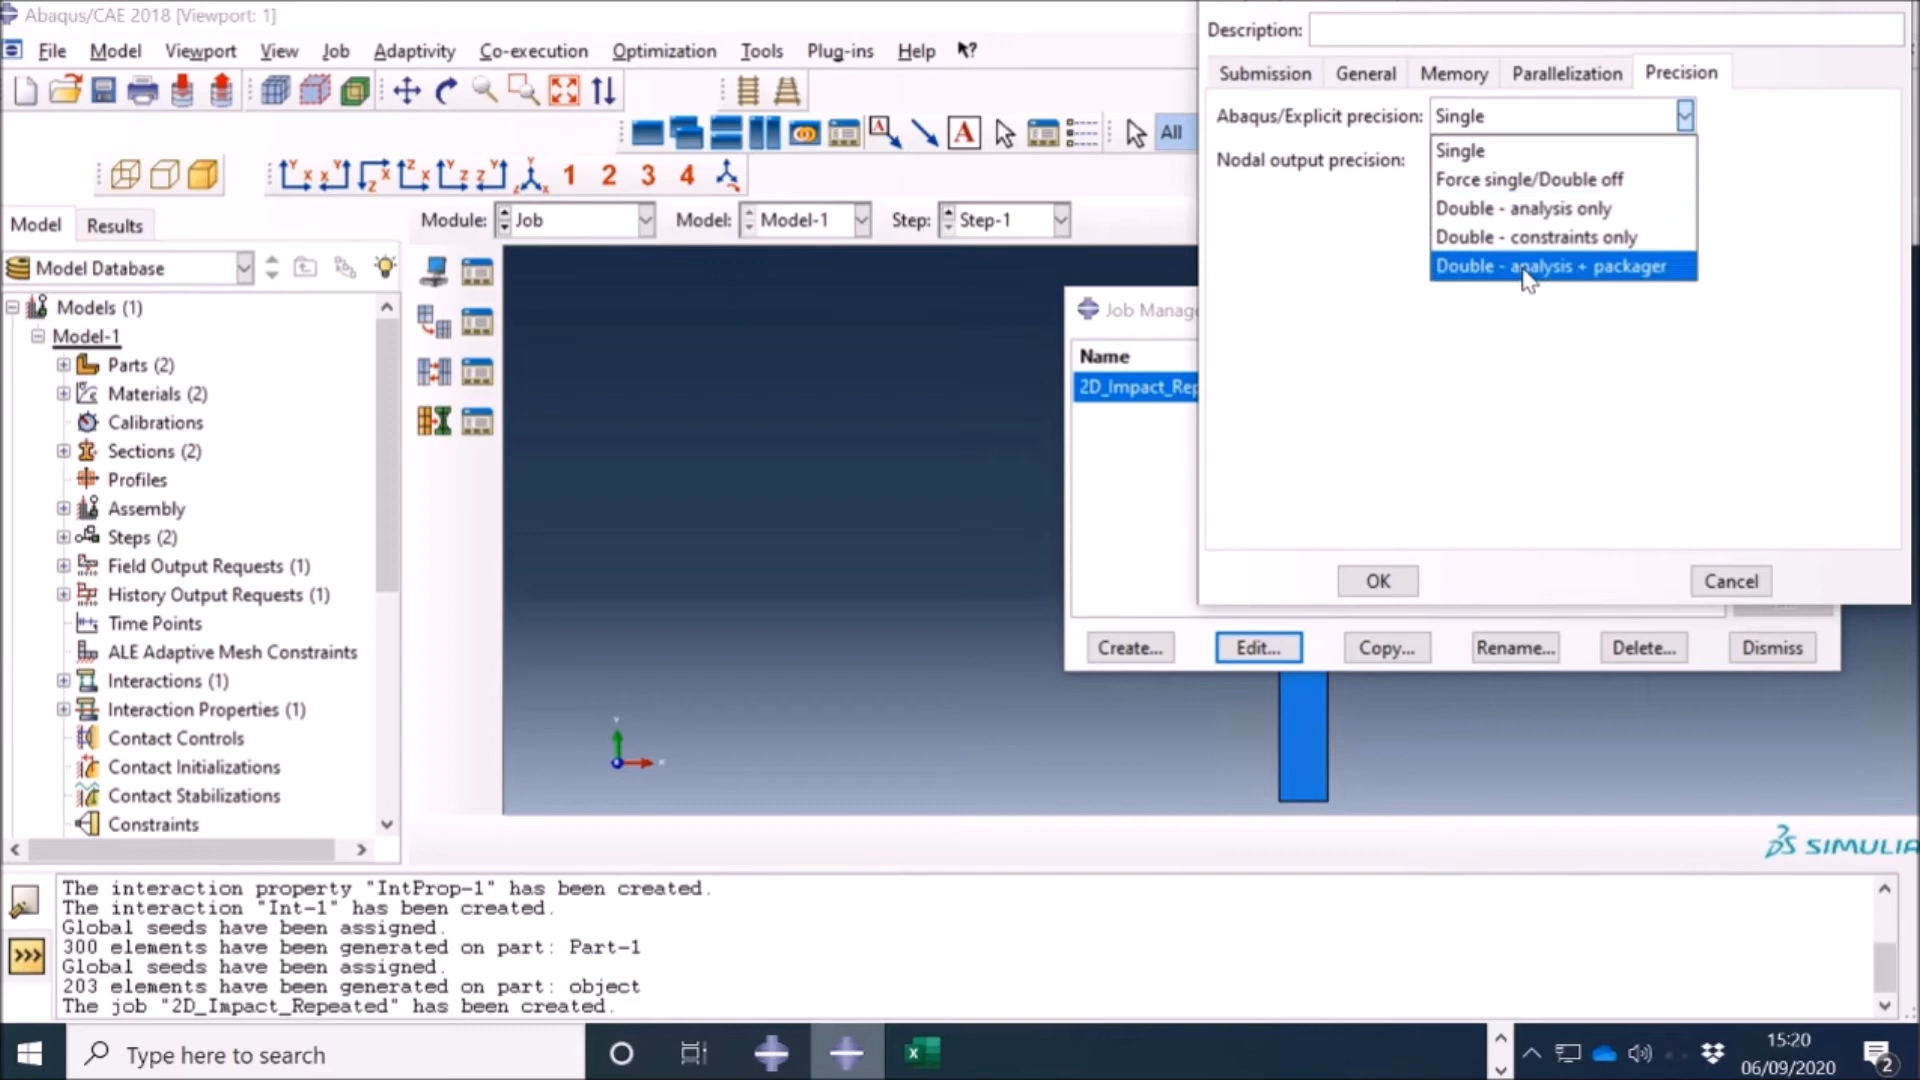 Abaqus/CAE 2018 [Viewport: 1]
File Model Viewport View Job Adaptivity Co-execution Optimization Tools Plug-ins Help
All
1 2 3 4
Model Results
Module: Job Model: Model-1 Step: Step-1
Model Database
Models (1)
Model-1
Parts (2)
Materials (2)
Calibrations
Sections (2)
Profiles
Assembly
Steps (2)
Field Output Requests (1)
History Output Requests (1)
Time Points
ALE Adaptive Mesh Constraints
Interactions (1)
Interaction Properties (1)
Contact Controls
Contact Initializations
Contact Stabilizations
Constraints
Description:
Submission General Memory Parallelization Precision
Abaqus/Explicit precision: Single
Nodal output precision:
Single
Force single/Double off
Double - analysis only
Double - constraints only
Double - analysis + packager
OK Cancel
Job Manag
Name
2D_Impact_Rep
Create... Edit... Copy... Rename... Delete... Dismiss
SIMULIA
The interaction property "IntProp-1" has been created.
The interaction "Int-1" has been created.
Global seeds have been assigned.
300 elements have been generated on part: Part-1
Global seeds have been assigned.
203 elements have been generated on part: object
The job "2D_Impact_Repeated" has been created.
Type here to search
15:20
06/09/2020
2